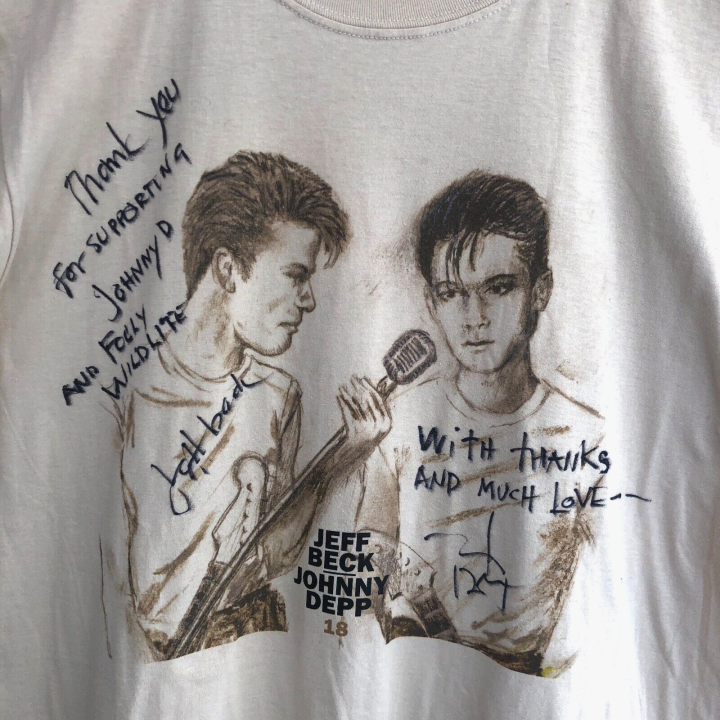 Thank you
for supporting
Johnny D
and Folly
Wildlife
Jeff Beck
With thanks
and much love--
JEFF
BECK
JOHNNY
DEPP
18